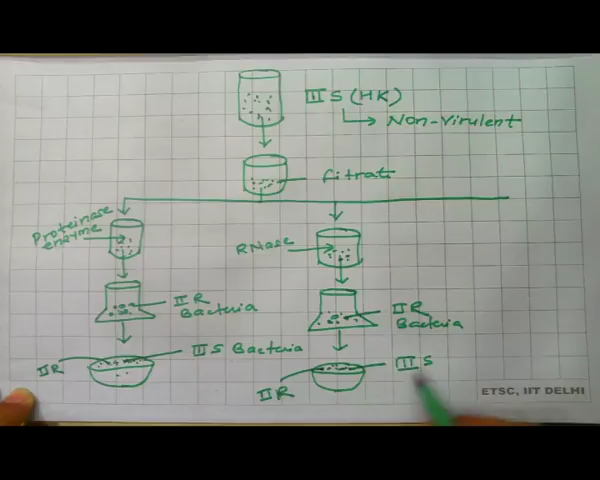 III S (HK)
Non-Virulent
filtrate
Proteinase
enzyme
RNase
II R
Bacteria
II R
Bacteria
II R
III S Bacteria
II R
III S
ETSC, IIT DELHI